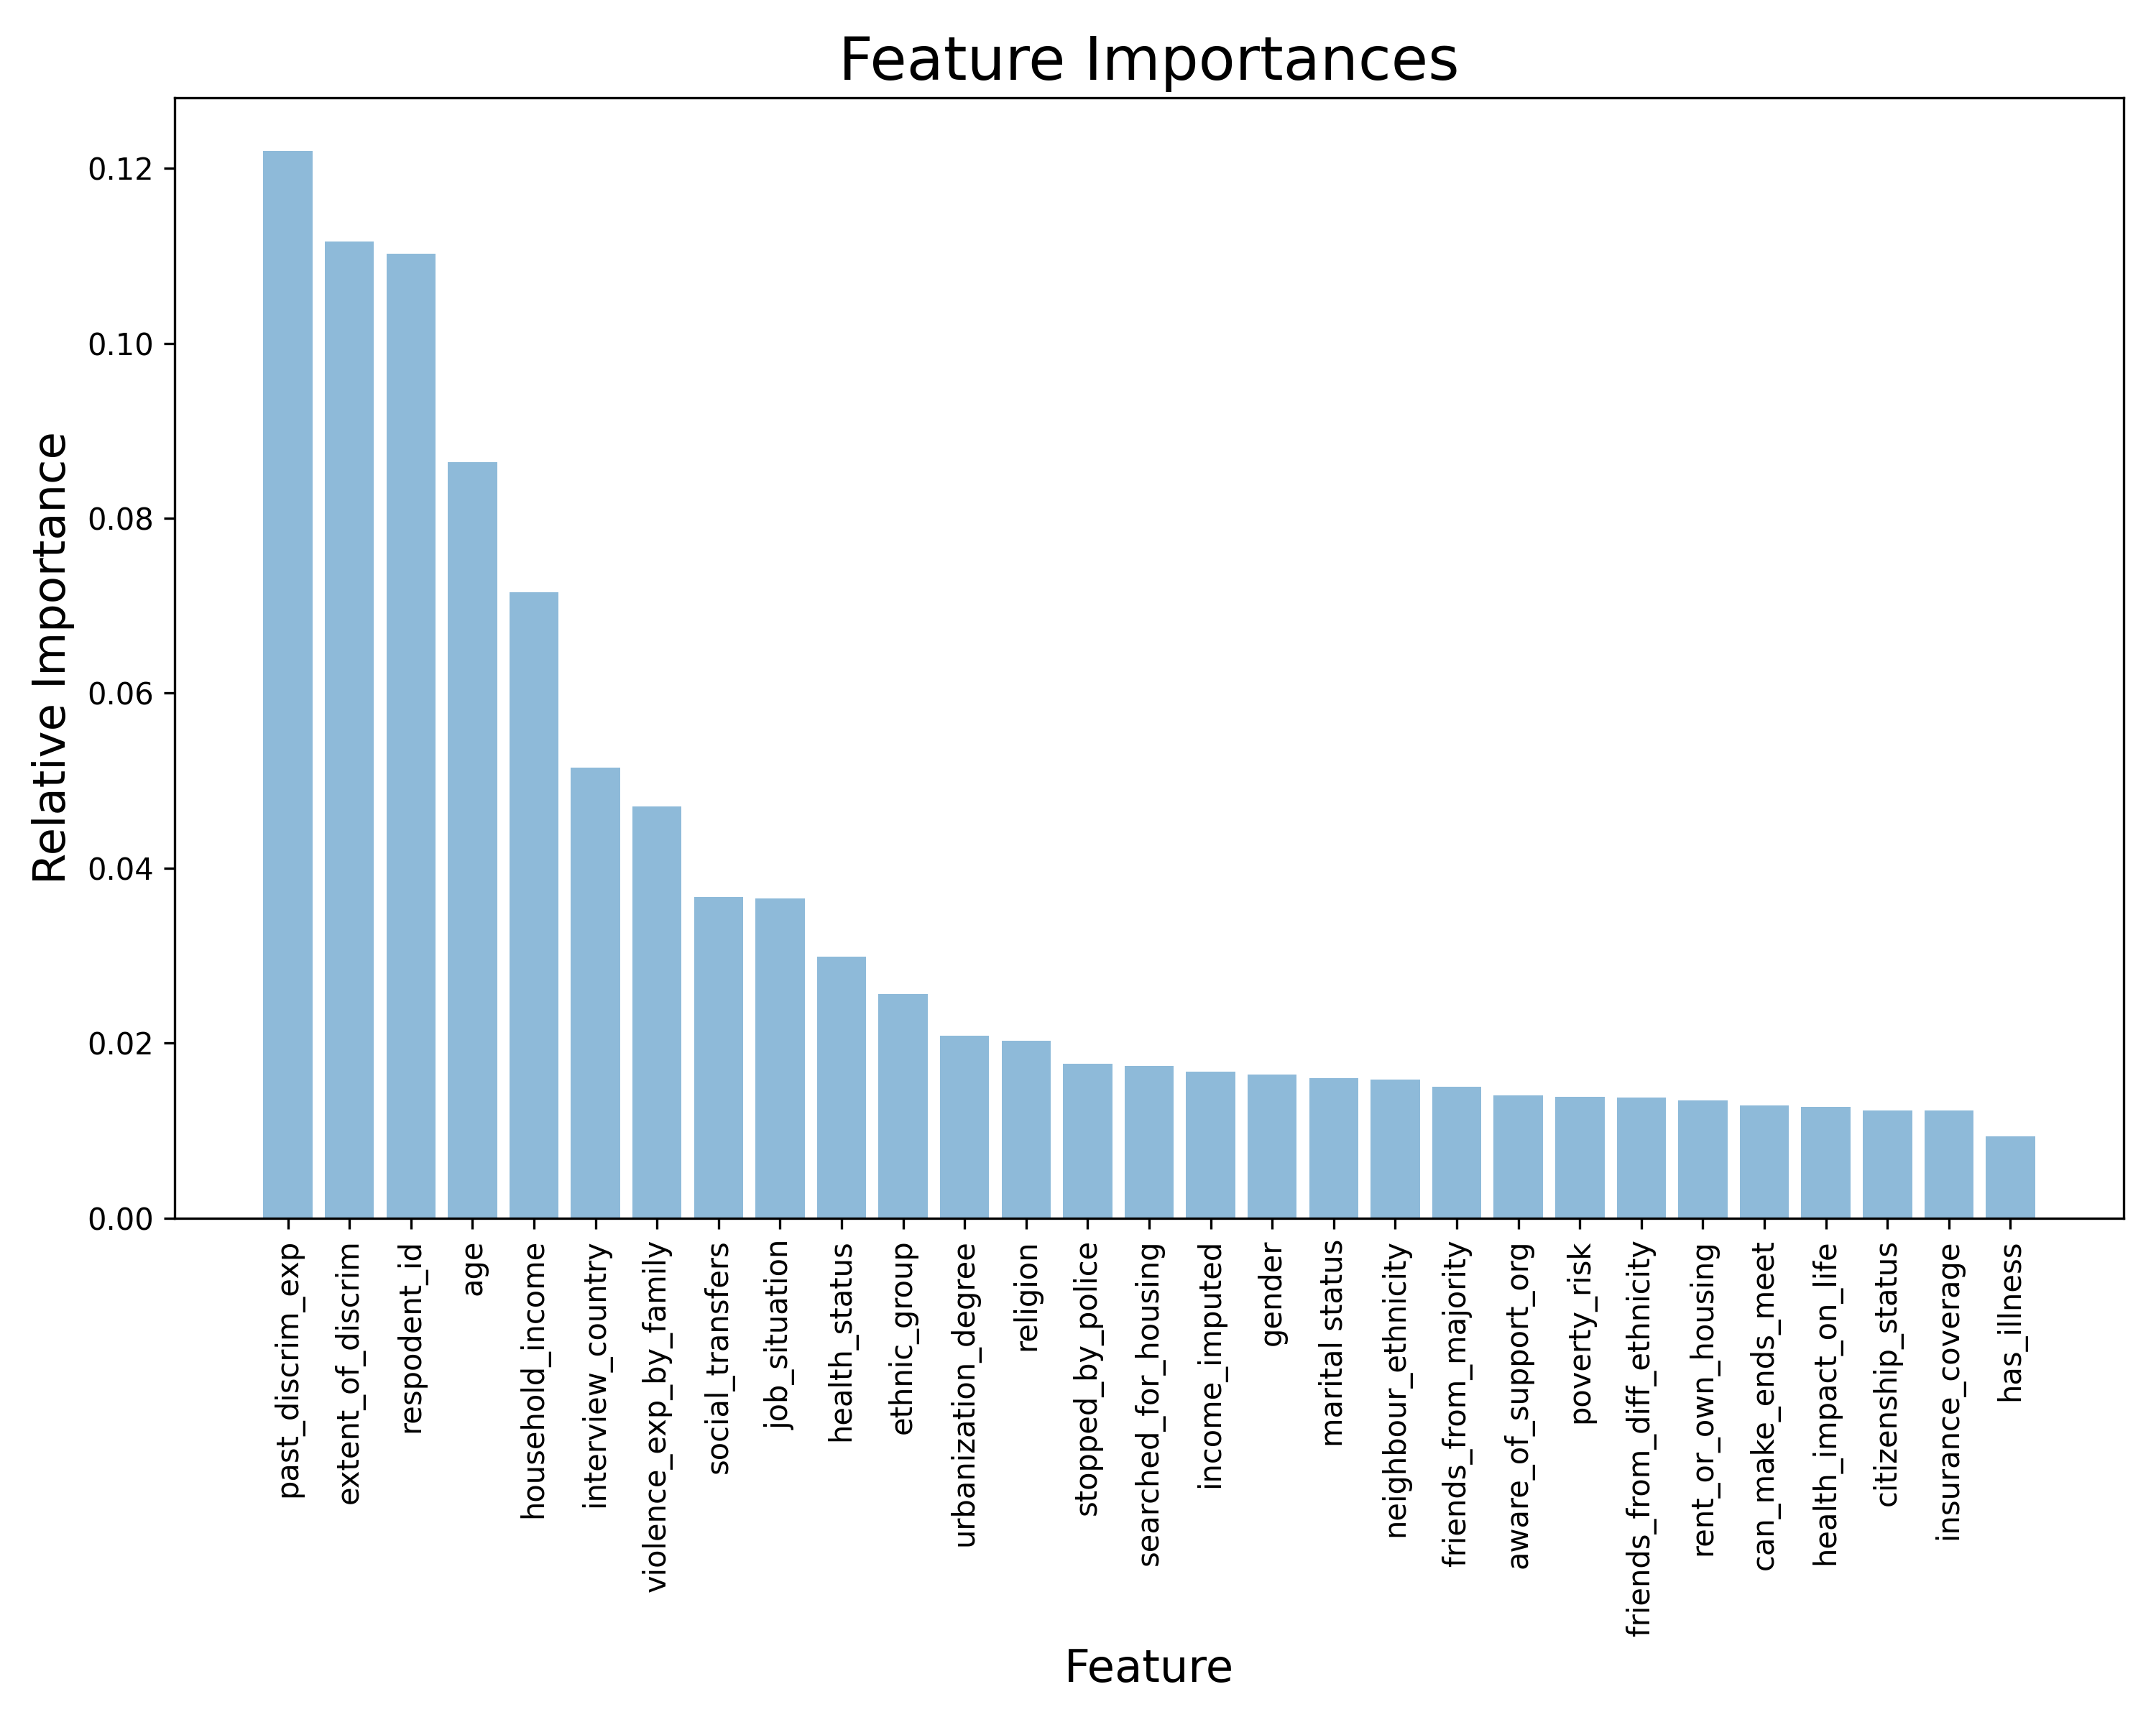 Feature Importances
Relative Importance
0.12
0.10
0.08
0.06
0.04
0.02
0.00
past_discrim_exp
extent_of_discrim
respodent_id
age
household_income
interview_country
violence_exp_by_family
social_transfers
job_situation
health_status
ethnic_group
urbanization_degree
religion
stopped_by_police
searched_for_housing
income_imputed
gender
marital status
neighbour_ethnicity
friends_from_majority
aware_of_support_org
poverty_risk
friends_from_diff_ethnicity
rent_or_own_housing
can_make_ends_meet
health_impact_on_life
citizenship_status
insurance_coverage
has_illness
Feature